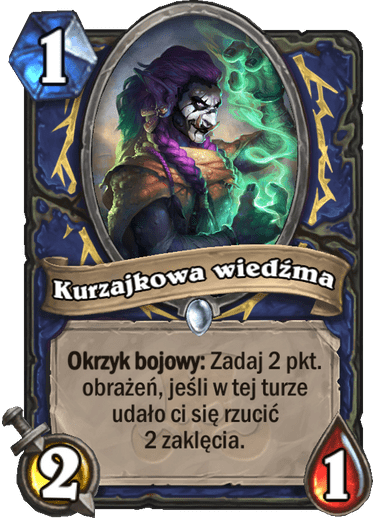 1
Kurzajkowa wiedźma
Okrzyk bojowy: Zadaj 2 pkt.
obrażeń, jeśli w tej turze
udało ci się rzucić
2 zaklęcia.
2
1